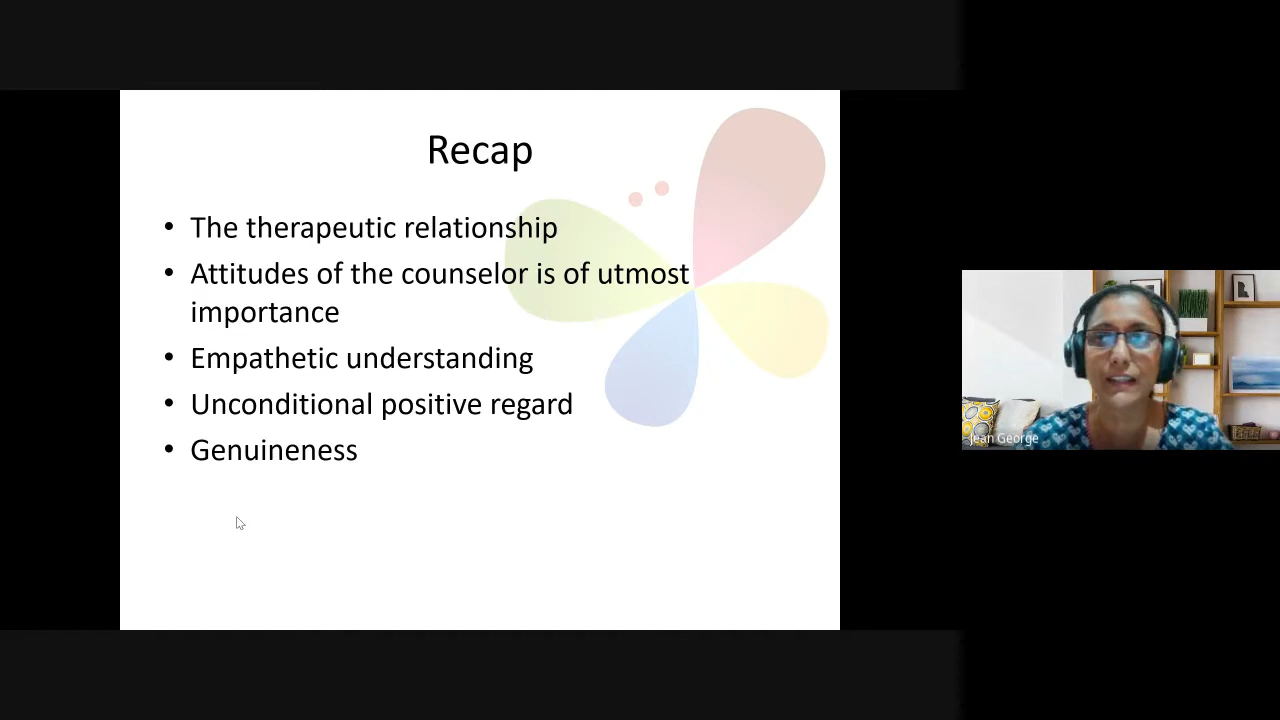 Recap
• The therapeutic relationship
• Attitudes of the counselor is of utmost
importance
• Empathetic understanding
• Unconditional positive regard
• Genuineness
Jean George